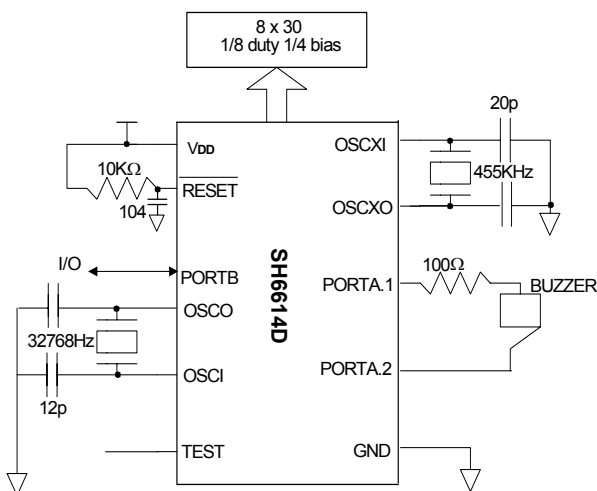 8 x 30
1/8 duty 1/4 bias
20p
VDD
OSCXI
10KΩ
455KHz
RESET
104
OSCXO
I/O
SH6614D
100Ω
PORTB
PORTA.1
BUZZER
OSCO
32768Hz
OSCI
PORTA.2
12p
TEST
GND